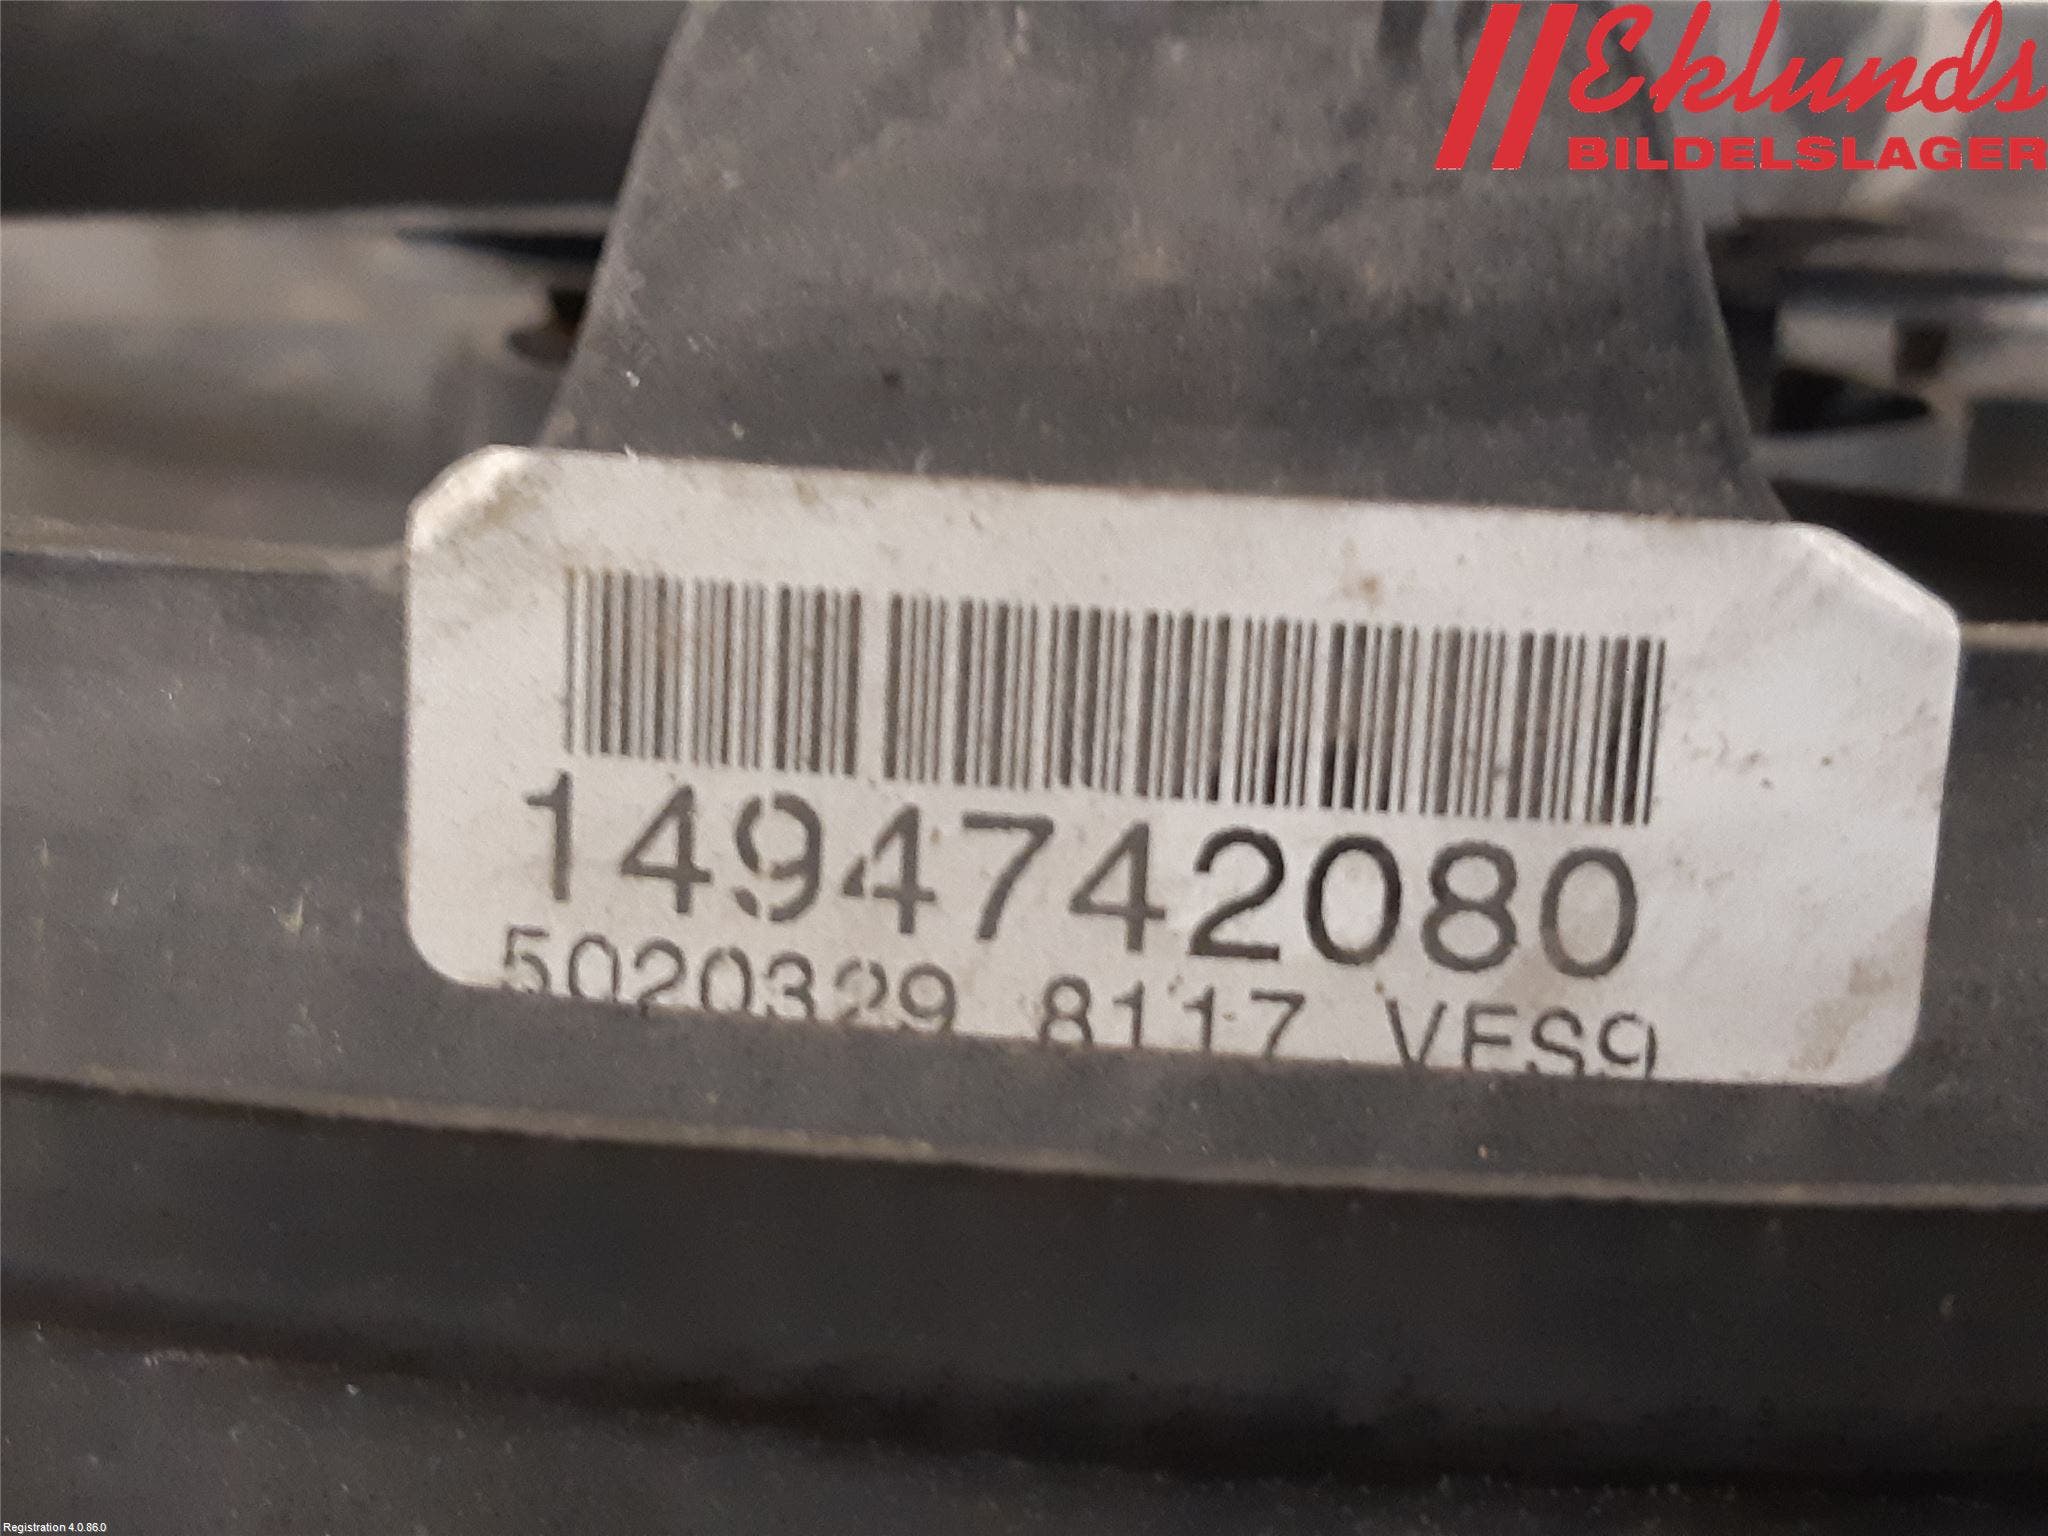 Eklunds
BILDELSLAGER
1494742080
5020329 8117 VES9
Registration 4.0.86.0